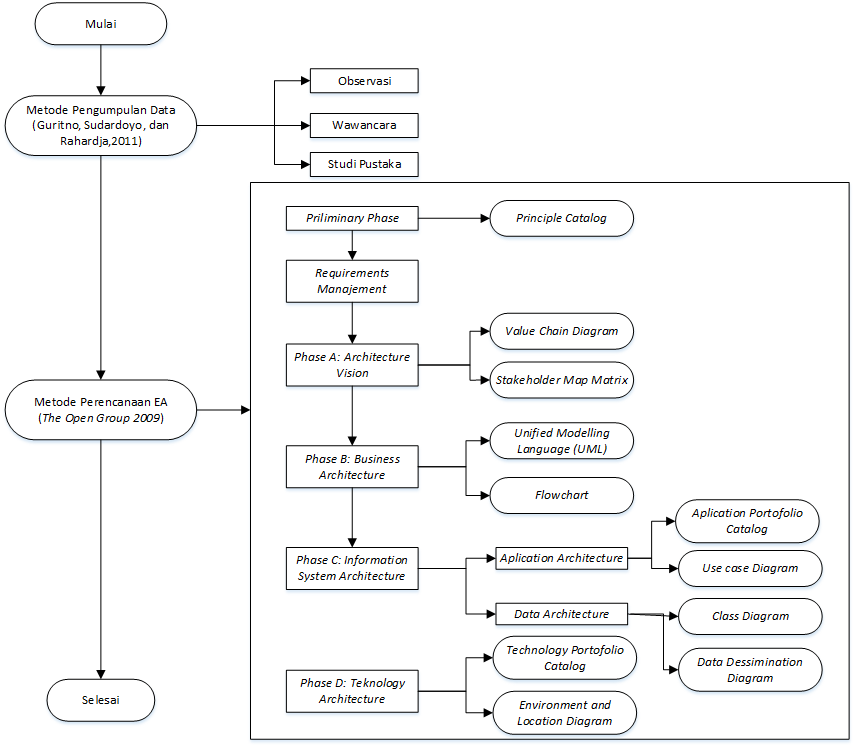 Mulai
Metode Pengumpulan Data
(Guritno, Sudardoyo, dan
Rahardja,2011)
Observasi
Wawancara
Studi Pustaka
Priliminary Phase
Principle Catalog
Requirements
Manajement
Phase A: Architecture
Vision
Value Chain Diagram
Stakeholder Map Matrix
Metode Perencanaan EA
(The Open Group 2009)
Phase B: Business
Architecture
Unified Modelling
Language (UML)
Flowchart
Phase C: Information
System Architecture
Aplication Architecture
Aplication Portofolio
Catalog
Use case Diagram
Data Architecture
Class Diagram
Data Dessimination
Diagram
Phase D: Teknology
Architecture
Technology Portofolio
Catalog
Environment and
Location Diagram
Selesai